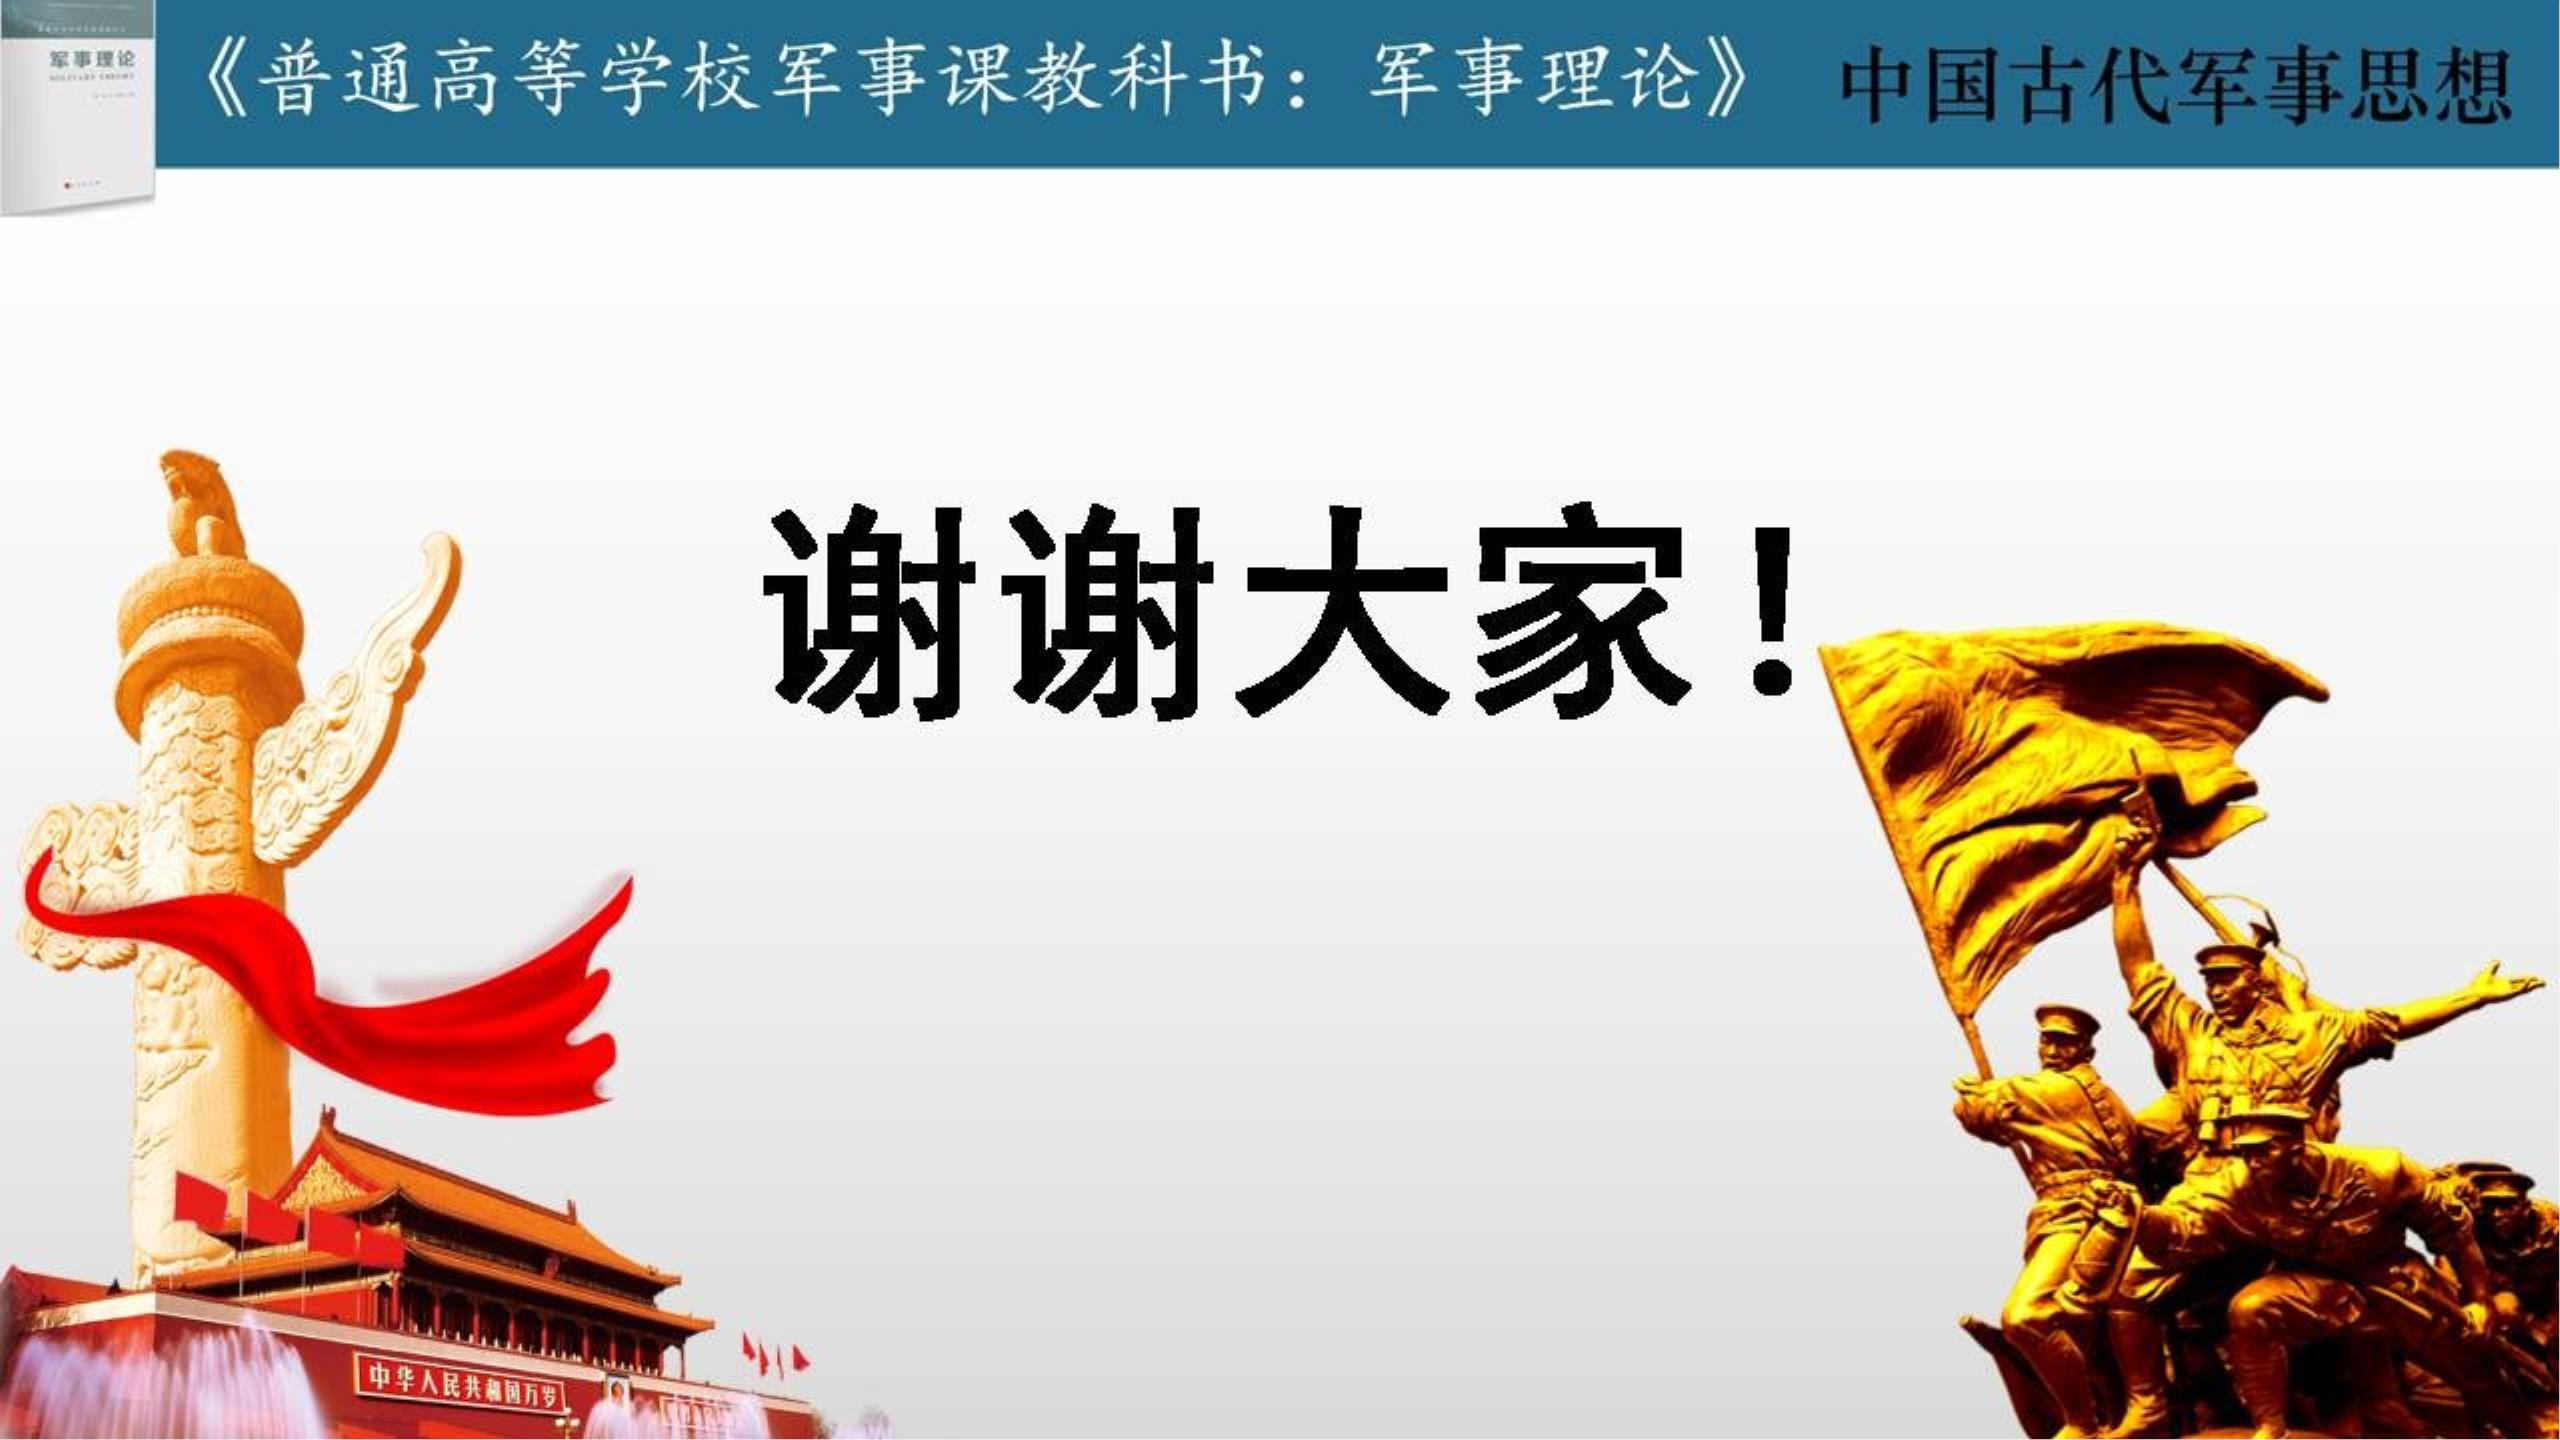 军事理论
MILITARY THEORY
《普通高等学校军事课教科书：军事理论》 中国古代军事思想
谢谢大家！
中华人民共和国万岁